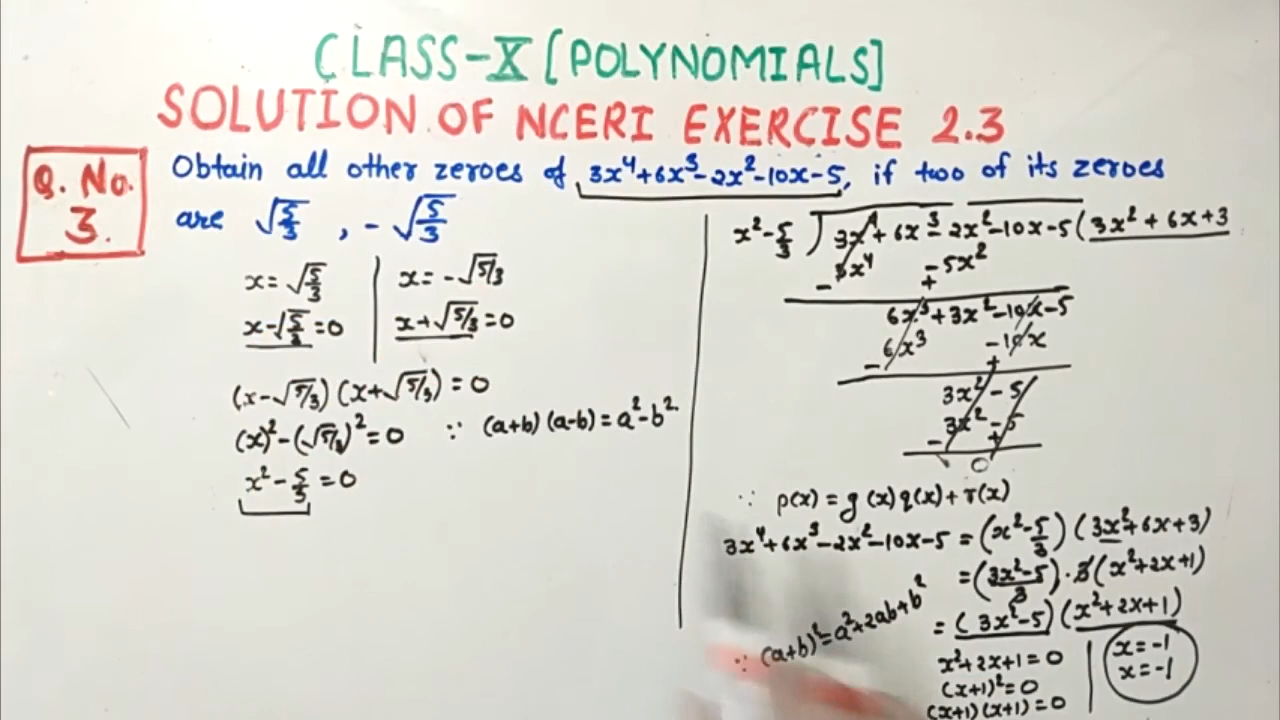 CLASS-X [POLYNOMIALS]
SOLUTION OF NCERI EXERCISE 2.3
Q. No. 3.
Obtain all other zeroes of 3x⁴+6x³-2x²-10x-5, if two of its zeroes
are √5/3 , -√5/3
x = √5/3
x-√5/3 = 0
x = -√5/3
x+√5/3 = 0
(x-√5/3) (x+√5/3) = 0
(x)²-(√5/3)² = 0 ∵ (a+b) (a-b) = a²-b²
x² - 5/3 = 0
x²-5/3 ) 3x⁴+6x³-2x²-10x-5 ( 3x²+6x+3
3x⁴ -5x²
- +
6x³+3x²-10x-5
6x³ -10x
- +
3x²-5
3x²-5
- +
0
∵ p(x) = g(x) q(x) + r(x)
3x⁴+6x³-2x²-10x-5 = (x²-5/3) (3x²+6x+3)
= (3x²-5/3) · 3 (x²+2x+1)
= (3x²-5) (x²+2x+1)
∵ (a+b)² = a²+2ab+b²
x²+2x+1 = 0
(x+1)² = 0
(x+1) (x+1) = 0
x = -1
x = -1